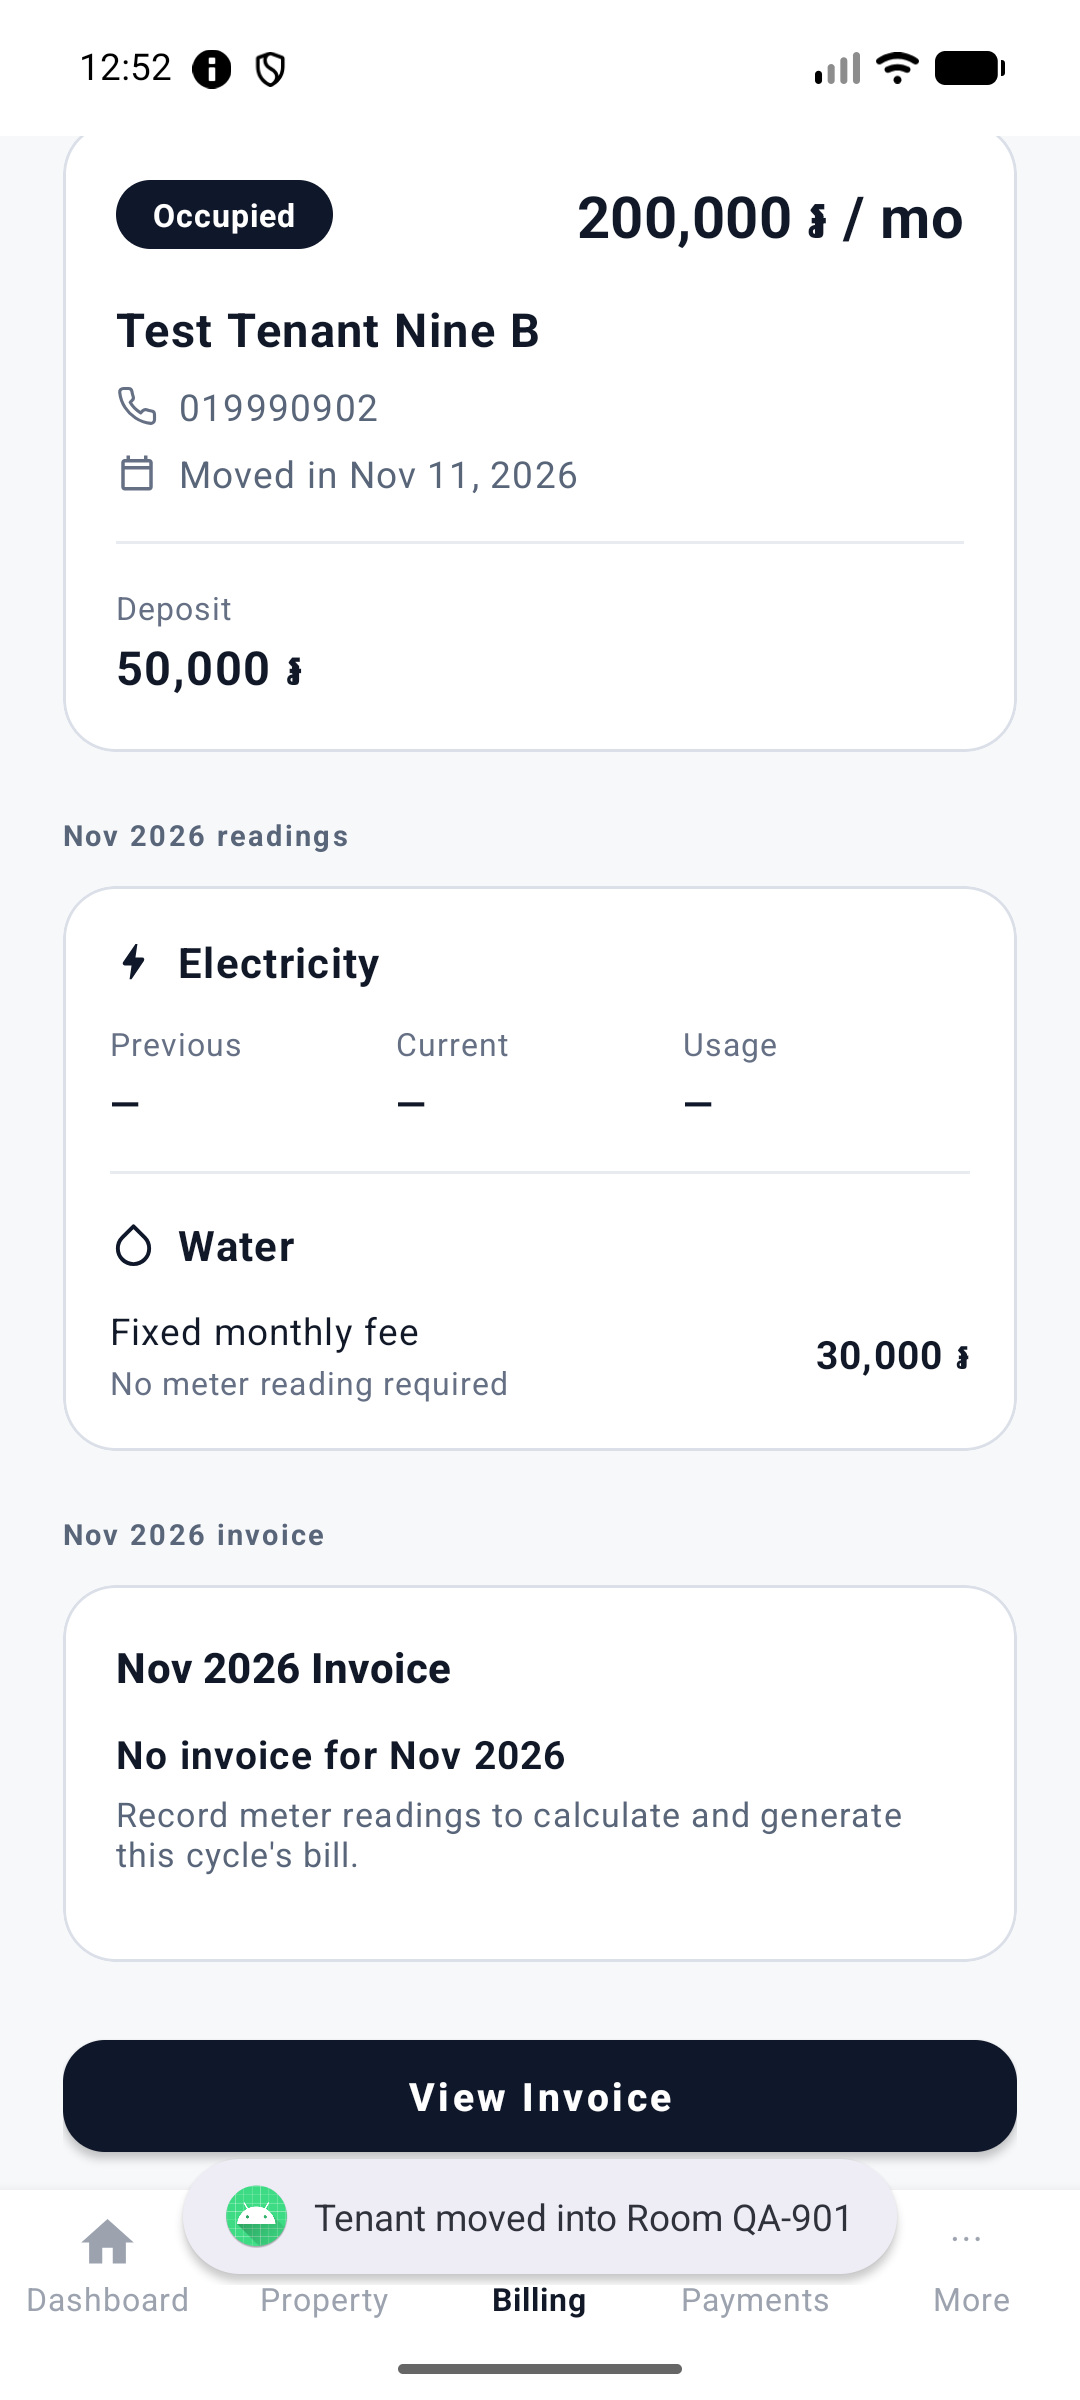 12:52
Occupied
200,000 ៛ / mo
Test Tenant Nine B
019990902
Moved in Nov 11, 2026
Deposit
50,000 ៛
Nov 2026 readings
Electricity
Previous Current Usage
— — —
Water
Fixed monthly fee
30,000 ៛
No meter reading required
Nov 2026 invoice
Nov 2026 Invoice
No invoice for Nov 2026
Record meter readings to calculate and generate
this cycle's bill.
View Invoice
Tenant moved into Room QA-901
Dashboard Property Billing Payments More